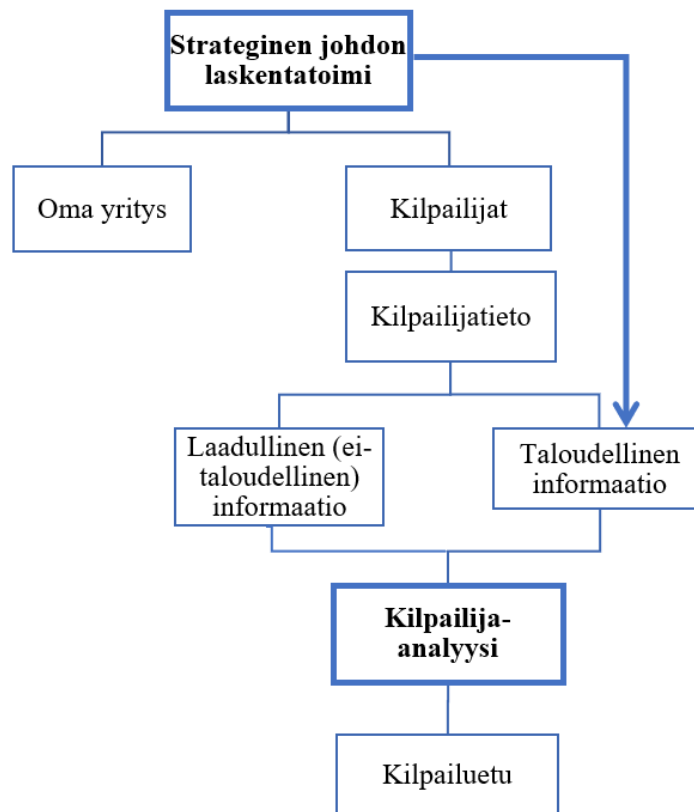 Strateginen johdon
laskentatoimi
Oma yritys
Kilpailijat
Kilpailijatieto
Laadullinen (ei-
taloudellinen)
informaatio
Taloudellinen
informaatio
Kilpailija-
analyysi
Kilpailuetu